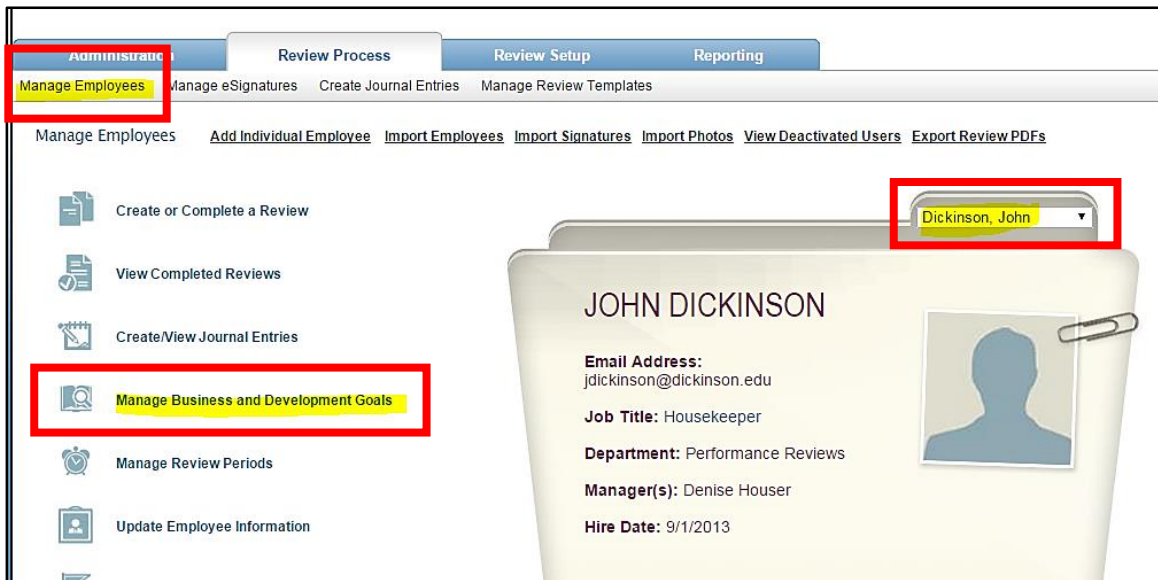 Administration Review Process Review Setup Reporting
Manage Employees Manage eSignatures Create Journal Entries Manage Review Templates
Manage Employees Add Individual Employee Import Employees Import Signatures Import Photos View Deactivated Users Export Review PDFs
Create or Complete a Review
View Completed Reviews
Create/View Journal Entries
Manage Business and Development Goals
Manage Review Periods
Update Employee Information
Dickinson, John
JOHN DICKINSON
Email Address:
jdickinson@dickinson.edu
Job Title: Housekeeper
Department: Performance Reviews
Manager(s): Denise Houser
Hire Date: 9/1/2013